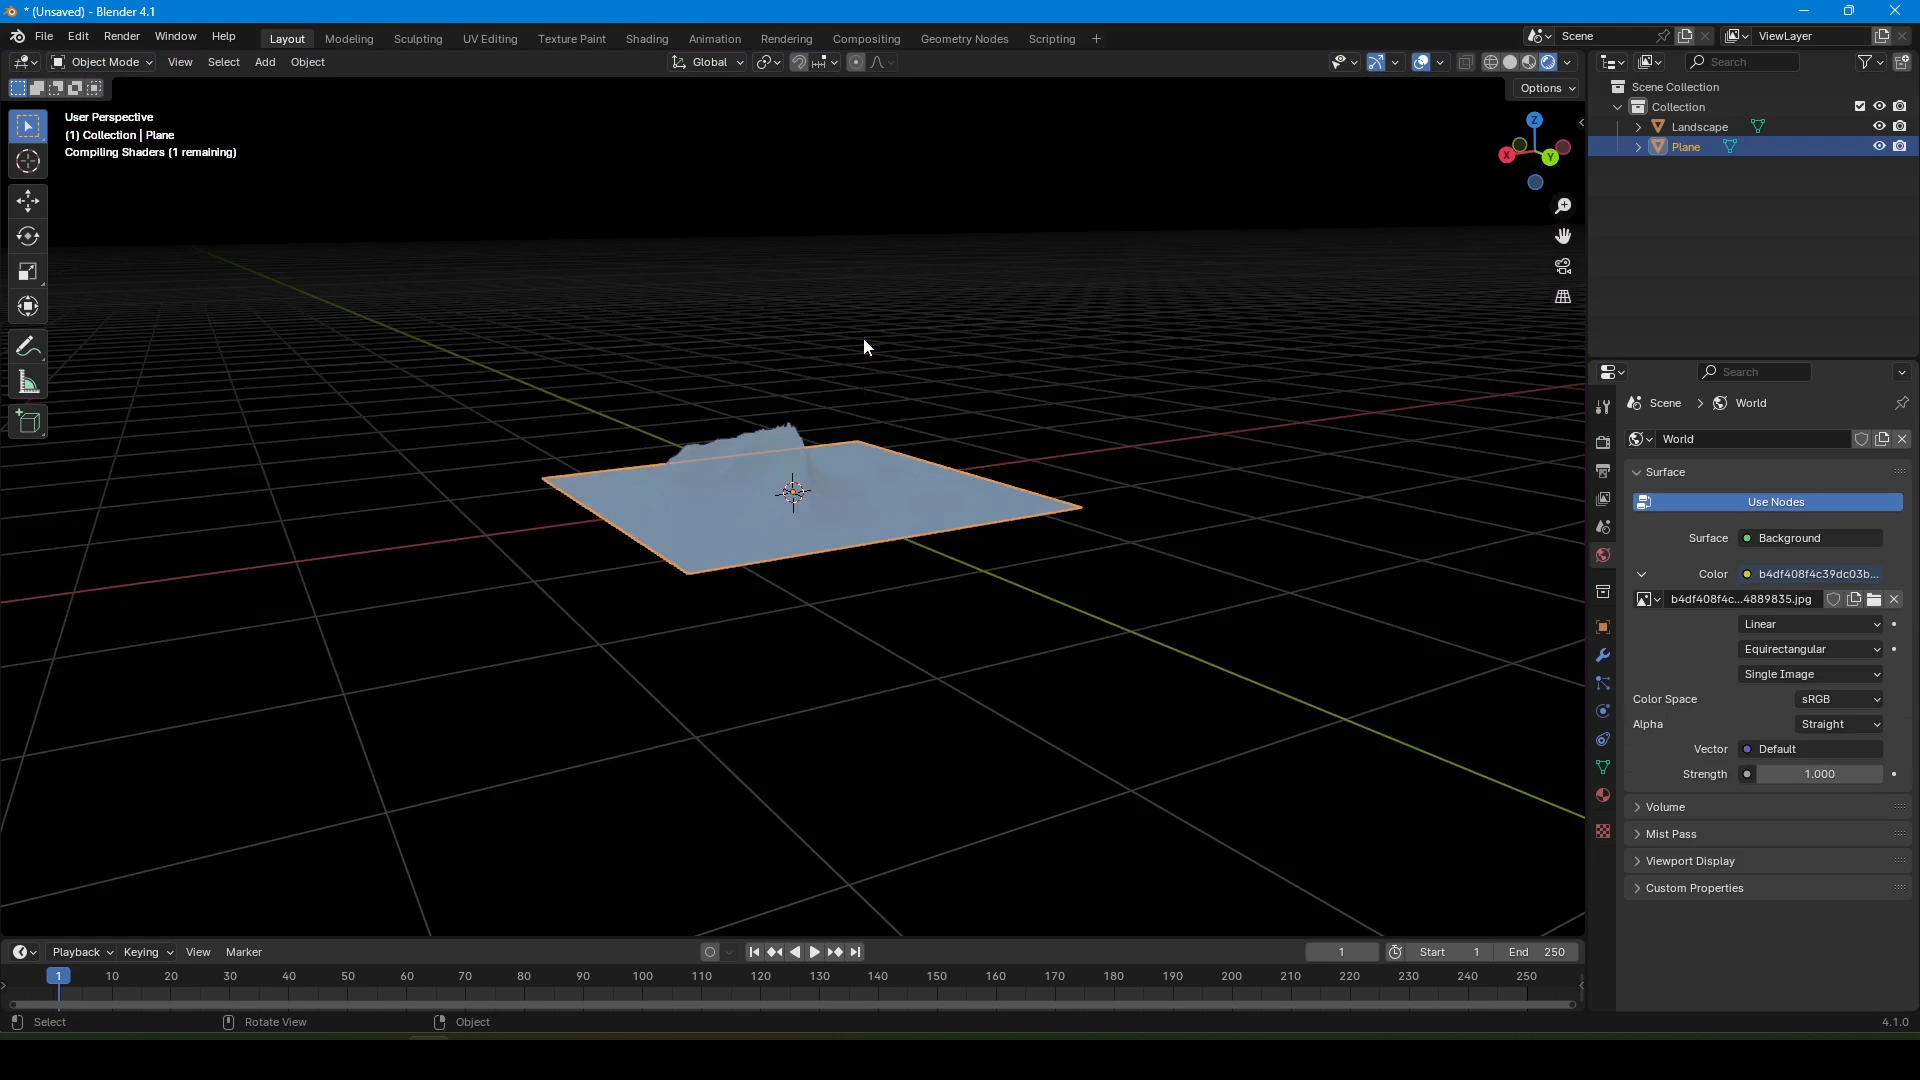 * (Unsaved) - Blender 4.1
File Edit Render Window Help Layout Modeling Sculpting UV Editing Texture Paint Shading Animation Rendering Compositing Geometry Nodes Scripting + Scene ViewLayer
Object Mode View Select Add Object Global Search
Options
User Perspective
(1) Collection | Plane
Compiling Shaders (1 remaining)
Z
X
Y
Scene Collection
Collection
Landscape
Plane
Search
Scene > World
World
Surface
Use Nodes
Surface Background
Color b4df408f4c39dc03b...
b4df408f4c...4889835.jpg
Linear
Equirectangular
Single Image
Color Space sRGB
Alpha Straight
Vector Default
Strength 1.000
Volume
Mist Pass
Viewport Display
Custom Properties
Playback Keying View Marker 1 Start 1 End 250
1 10 20 30 40 50 60 70 80 90 100 110 120 130 140 150 160 170 180 190 200 210 220 230 240 250
Select Rotate View Object 4.1.0